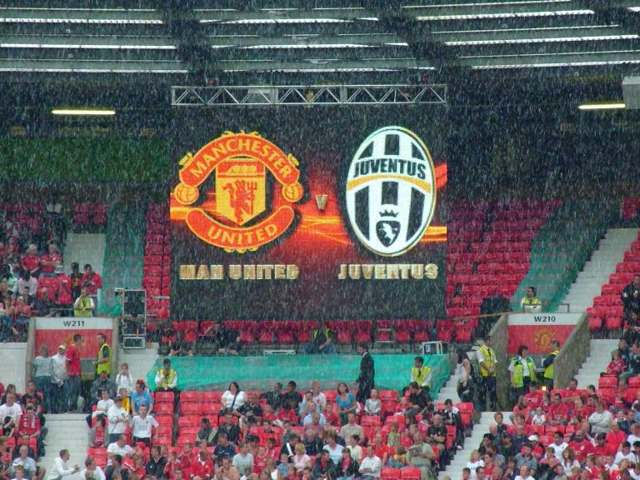 MANCHESTER
UNITED
V
JUVENTUS
MAN UNITED
JUVENTUS
W211
W210